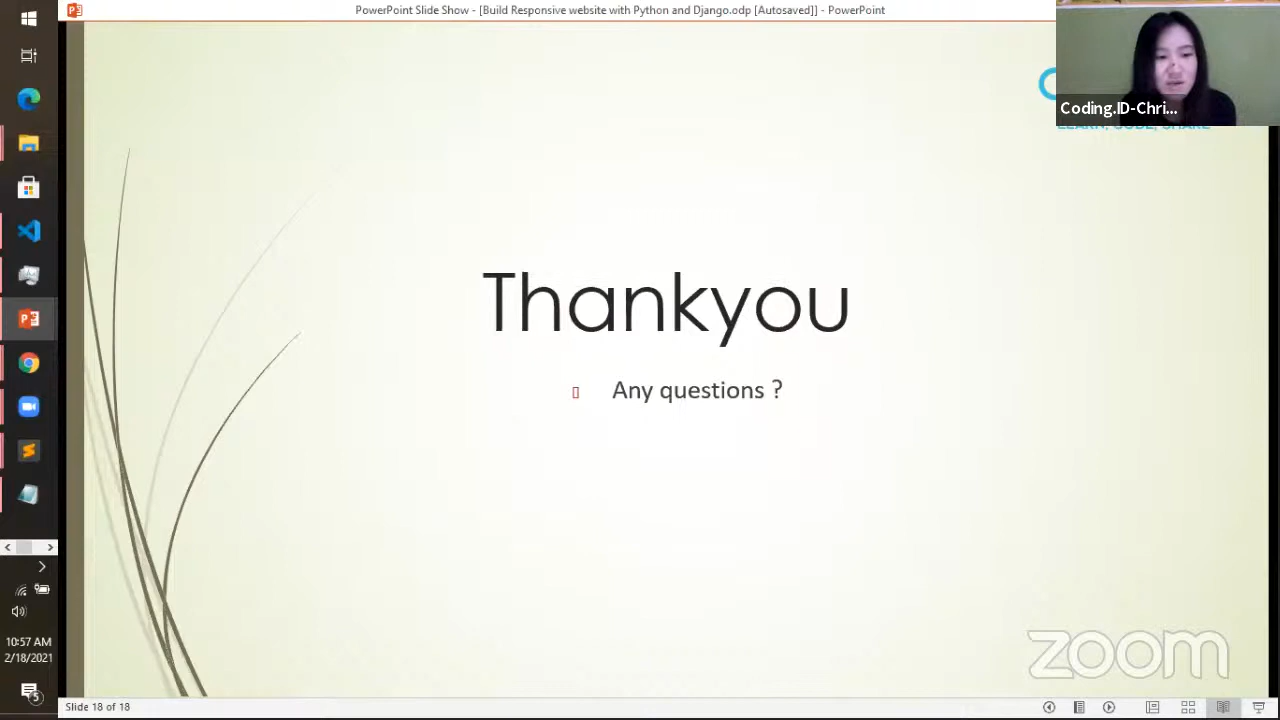 PowerPoint Slide Show - [Build Responsive website with Python and Django.odp [Autosaved]] - PowerPoint
Coding.ID-Chri...
LEARN, CODE, SHARE
Thankyou
Any questions ?
10:57 AM
2/18/2021
5
zoom
Slide 18 of 18